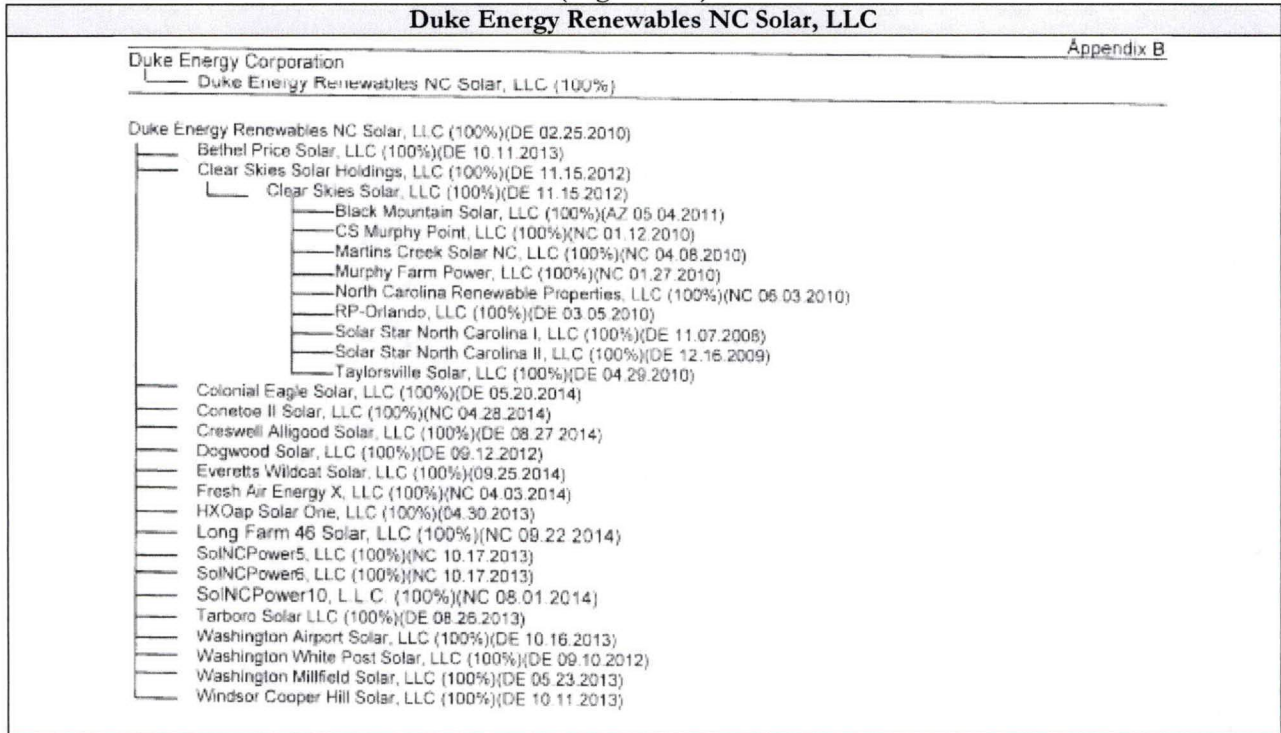 Duke Energy Renewables NC Solar, LLC
Appendix B
Duke Energy Corporation
Duke Energy Renewables NC Solar, LLC (100%)
Duke Energy Renewables NC Solar, LLC (100%)(DE 02.25.2010)
Bethel Price Solar, LLC (100%)(DE 10.11.2013)
Clear Skies Solar Holdings, LLC (100%)(DE 11.15.2012)
Clear Skies Solar, LLC (100%)(DE 11.15.2012)
Black Mountain Solar, LLC (100%)(AZ 05.04.2011)
CS Murphy Point, LLC (100%)(NC 01.12.2010)
Martins Creek Solar NC, LLC (100%)(NC 04.08.2010)
Murphy Farm Power, LLC (100%)(NC 01.27.2010)
North Carolina Renewable Properties, LLC (100%)(NC 06.03.2010)
RP-Orlando, LLC (100%)(DE 03.05.2010)
Solar Star North Carolina I, LLC (100%)(DE 11.07.2008)
Solar Star North Carolina II, LLC (100%)(DE 12.16.2009)
Taylorsville Solar, LLC (100%)(DE 04.29.2010)
Colonial Eagle Solar, LLC (100%)(DE 05.20.2014)
Conetoe II Solar, LLC (100%)(NC 04.28.2014)
Creswell Alligood Solar, LLC (100%)(DE 08.27 2014)
Dogwood Solar, LLC (100%)(DE 09.12.2012)
Everetts Wildcat Solar, LLC (100%)(09.25.2014)
Fresh Air Energy X, LLC (100%)(NC 04.03.2014)
HXOap Solar One, LLC (100%)(04.30.2013)
Long Farm 46 Solar, LLC (100%)(NC 09.22 2014)
SolNCPower5, LLC (100%)(NC 10.17.2013)
SolNCPower6, LLC (100%)(NC 10.17.2013)
SolNCPower10, L.L.C. (100%)(NC 08.01.2014)
Tarboro Solar LLC (100%)(DE 08.26.2013)
Washington Airport Solar, LLC (100%)(DE 10.16.2013)
Washington White Post Solar, LLC (100%)(DE 09.10.2012)
Washington Millfield Solar, LLC (100%)(DE 05.23.2013)
Windsor Cooper Hill Solar, LLC (100%)(DE 10.11.2013)